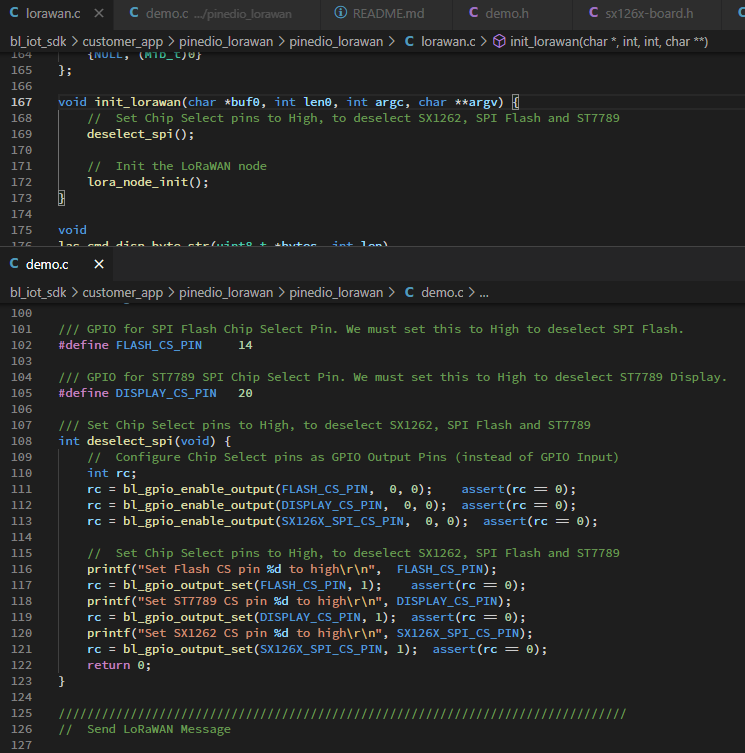 C lorawan.c × C demo.c .../pinedio_lorawan ⓘ README.md C demo.h C sx126x-board.h C
bl_iot_sdk > customer_app > pinedio_lorawan > pinedio_lorawan > C lorawan.c > init_lorawan(char *, int, int, char **)
164     {NULL, (Mib_t)0}
165 };
166
167 void init_lorawan(char *buf0, int len0, int argc, char **argv) {
168     //  Set Chip Select pins to High, to deselect SX1262, SPI Flash and ST7789
169     deselect_spi();
170
171     //  Init the LoRaWAN node
172     lora_node_init();
173 }
174
175 void
176 las_cmd_disp_byte_str(uint8_t *bytes, int len)
C demo.c ×
bl_iot_sdk > customer_app > pinedio_lorawan > pinedio_lorawan > C demo.c > ...
100
101 /// GPIO for SPI Flash Chip Select Pin. We must set this to High to deselect SPI Flash.
102 #define FLASH_CS_PIN     14
103
104 /// GPIO for ST7789 SPI Chip Select Pin. We must set this to High to deselect ST7789 Display.
105 #define DISPLAY_CS_PIN   20
106
107 /// Set Chip Select pins to High, to deselect SX1262, SPI Flash and ST7789
108 int deselect_spi(void) {
109     //  Configure Chip Select pins as GPIO Output Pins (instead of GPIO Input)
110     int rc;
111     rc = bl_gpio_enable_output(FLASH_CS_PIN,  0, 0);    assert(rc == 0);
112     rc = bl_gpio_enable_output(DISPLAY_CS_PIN,  0, 0);  assert(rc == 0);
113     rc = bl_gpio_enable_output(SX126X_SPI_CS_PIN,  0, 0);  assert(rc == 0);
114
115     //  Set Chip Select pins to High, to deselect SX1262, SPI Flash and ST7789
116     printf("Set Flash CS pin %d to high\r\n",  FLASH_CS_PIN);
117     rc = bl_gpio_output_set(FLASH_CS_PIN, 1);    assert(rc == 0);
118     printf("Set ST7789 CS pin %d to high\r\n", DISPLAY_CS_PIN);
119     rc = bl_gpio_output_set(DISPLAY_CS_PIN, 1);  assert(rc == 0);
120     printf("Set SX1262 CS pin %d to high\r\n", SX126X_SPI_CS_PIN);
121     rc = bl_gpio_output_set(SX126X_SPI_CS_PIN, 1);  assert(rc == 0);
122     return 0;
123 }
124
125 ///////////////////////////////////////////////////////////////////////////////
126 //  Send LoRaWAN Message
127